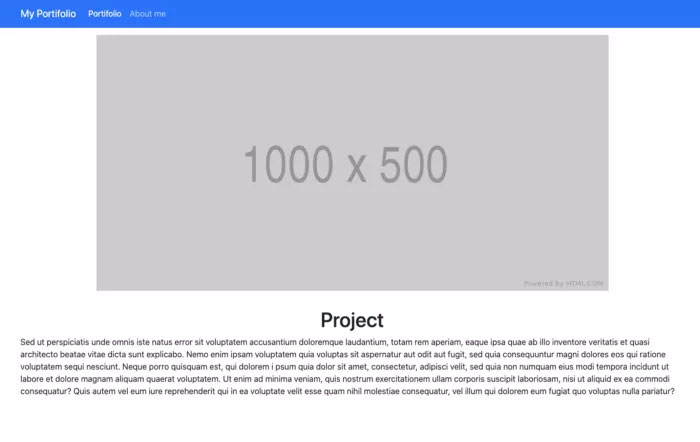 My Portifolio Portifolio About me
1000 x 500
Powered by HTML.COM
Project
Sed ut perspiciatis unde omnis iste natus error sit voluptatem accusantium doloremque laudantium, totam rem aperiam, eaque ipsa quae ab illo inventore veritatis et quasi
architecto beatae vitae dicta sunt explicabo. Nemo enim ipsam voluptatem quia voluptas sit aspernatur aut odit aut fugit, sed quia consequuntur magni dolores eos qui ratione
voluptatem sequi nesciunt. Neque porro quisquam est, qui dolorem i psum quia dolor sit amet, consectetur, adipisci velit, sed quia non numquam eius modi tempora incidunt ut
labore et dolore magnam aliquam quaerat voluptatem. Ut enim ad minima veniam, quis nostrum exercitationem ullam corporis suscipit laboriosam, nisi ut aliquid ex ea commodi
consequatur? Quis autem vel eum iure reprehenderit qui in ea voluptate velit esse quam nihil molestiae consequatur, vel illum qui dolorem eum fugiat quo voluptas nulla pariatur?